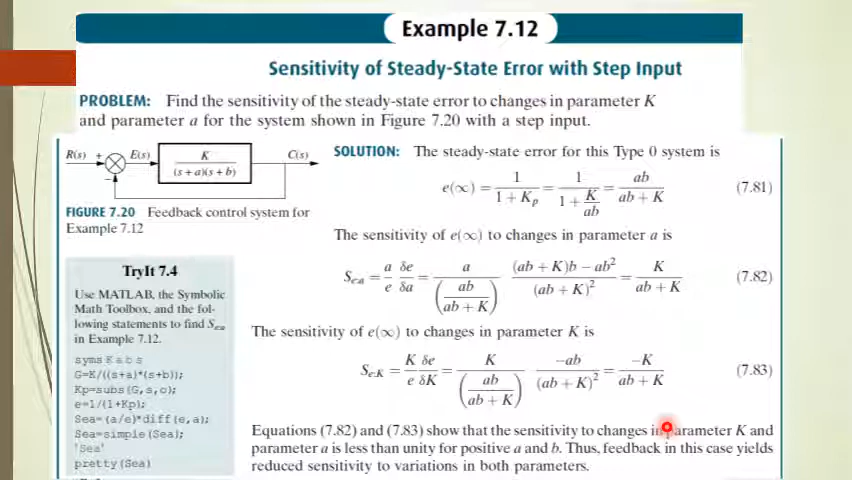 Example 7.12
Sensitivity of Steady-State Error with Step Input
PROBLEM: Find the sensitivity of the steady-state error to changes in parameter K
and parameter a for the system shown in Figure 7.20 with a step input.
R(s) + E(s) K C(s)
(s + a)(s + b)
−
FIGURE 7.20 Feedback control system for
Example 7.12
TryIt 7.4
Use MATLAB, the Symbolic
Math Toolbox, and the fol-
lowing statements to find Sea
in Example 7.12.
syms K a b s
G=K/((s+a)*(s+b));
Kp=subs(G,s,0);
e=1/(1+Kp);
Sea=(a/e)*diff(e,a);
Sea=simple(Sea);
'Sea'
pretty(Sea)
SOLUTION: The steady-state error for this Type 0 system is
e(∞) = 1/(1 + Kp) = 1/(1 + K/ab) = ab/(ab + K) (7.81)
The sensitivity of e(∞) to changes in parameter a is
Se:a = a/e δe/δa = a/(ab/(ab + K)) ((ab + K)b − ab²)/(ab + K)² = K/(ab + K) (7.82)
The sensitivity of e(∞) to changes in parameter K is
Se:K = K/e δe/δK = K/(ab/(ab + K)) −ab/(ab + K)² = −K/(ab + K) (7.83)
Equations (7.82) and (7.83) show that the sensitivity to changes in parameter K and
parameter a is less than unity for positive a and b. Thus, feedback in this case yields
reduced sensitivity to variations in both parameters.